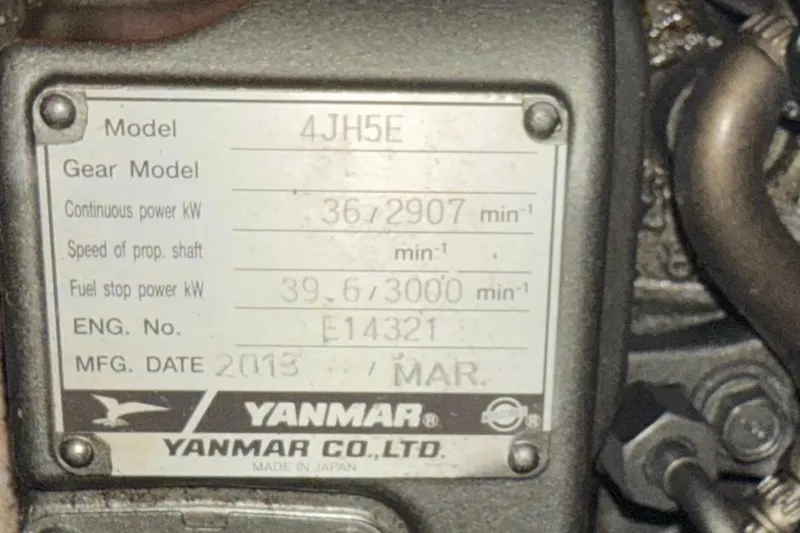 Model 4JH5E
Gear Model
Continuous power kW 36/2907 min-1
Speed of prop. shaft min-1
Fuel stop power kW 39.6/3000 min-1
ENG. No. E14321
MFG. DATE 2013 / MAR.
YANMAR®
®
YANMAR CO.,LTD.
MADE IN JAPAN